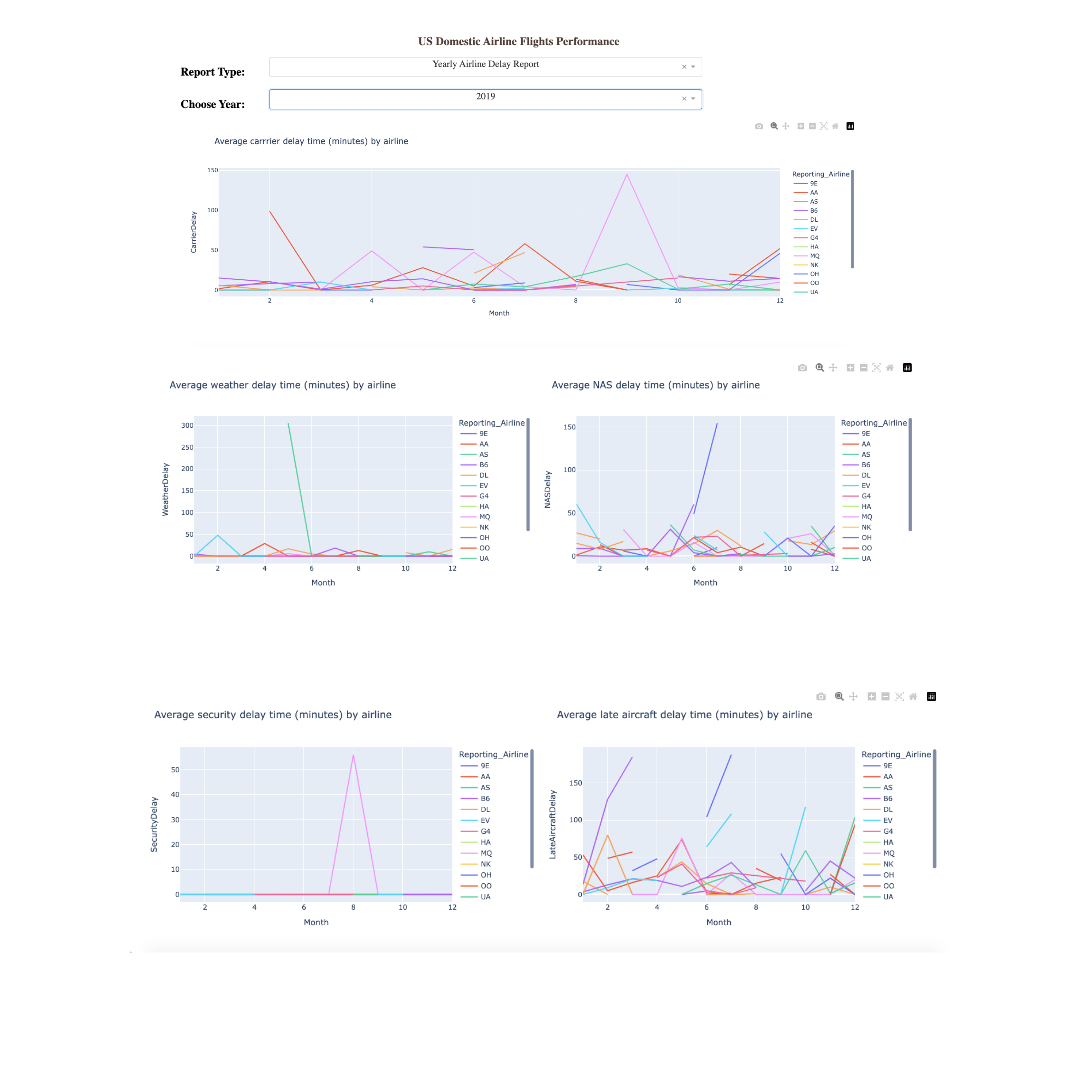 US Domestic Airline Flights Performance
Report Type:
Yearly Airline Delay Report
Choose Year:
2019
Average carrrier delay time (minutes) by airline
CarrierDelay
150
100
50
0
2 4 6 8 10 12
Month
Reporting_Airline
9E
AA
AS
B6
DL
EV
G4
HA
MQ
NK
OH
OO
UA
Average weather delay time (minutes) by airline
WeatherDelay
300
250
200
150
100
50
0
2 4 6 8 10 12
Month
Reporting_Airline
9E
AA
AS
B6
DL
EV
G4
HA
MQ
NK
OH
OO
UA
Average NAS delay time (minutes) by airline
NASDelay
150
100
50
0
2 4 6 8 10 12
Month
Reporting_Airline
9E
AA
AS
B6
DL
EV
G4
HA
MQ
NK
OH
OO
UA
Average security delay time (minutes) by airline
SecurityDelay
50
40
30
20
10
0
2 4 6 8 10 12
Month
Reporting_Airline
9E
AA
AS
B6
DL
EV
G4
HA
MQ
NK
OH
OO
UA
Average late aircraft delay time (minutes) by airline
LateAircraftDelay
150
100
50
0
2 4 6 8 10 12
Month
Reporting_Airline
9E
AA
AS
B6
DL
EV
G4
HA
MQ
NK
OH
OO
UA